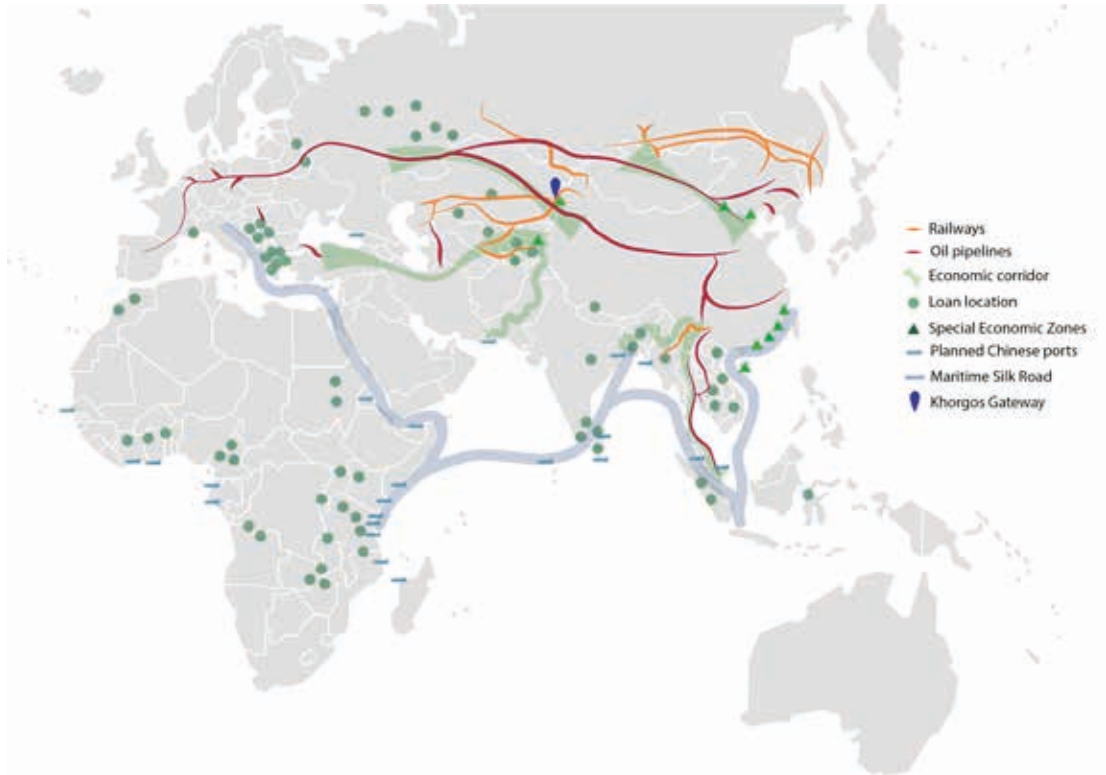 Railways
Oil pipelines
Economic corridor
Loan location
Special Economic Zones
Planned Chinese ports
Maritime Silk Road
Khorgos Gateway